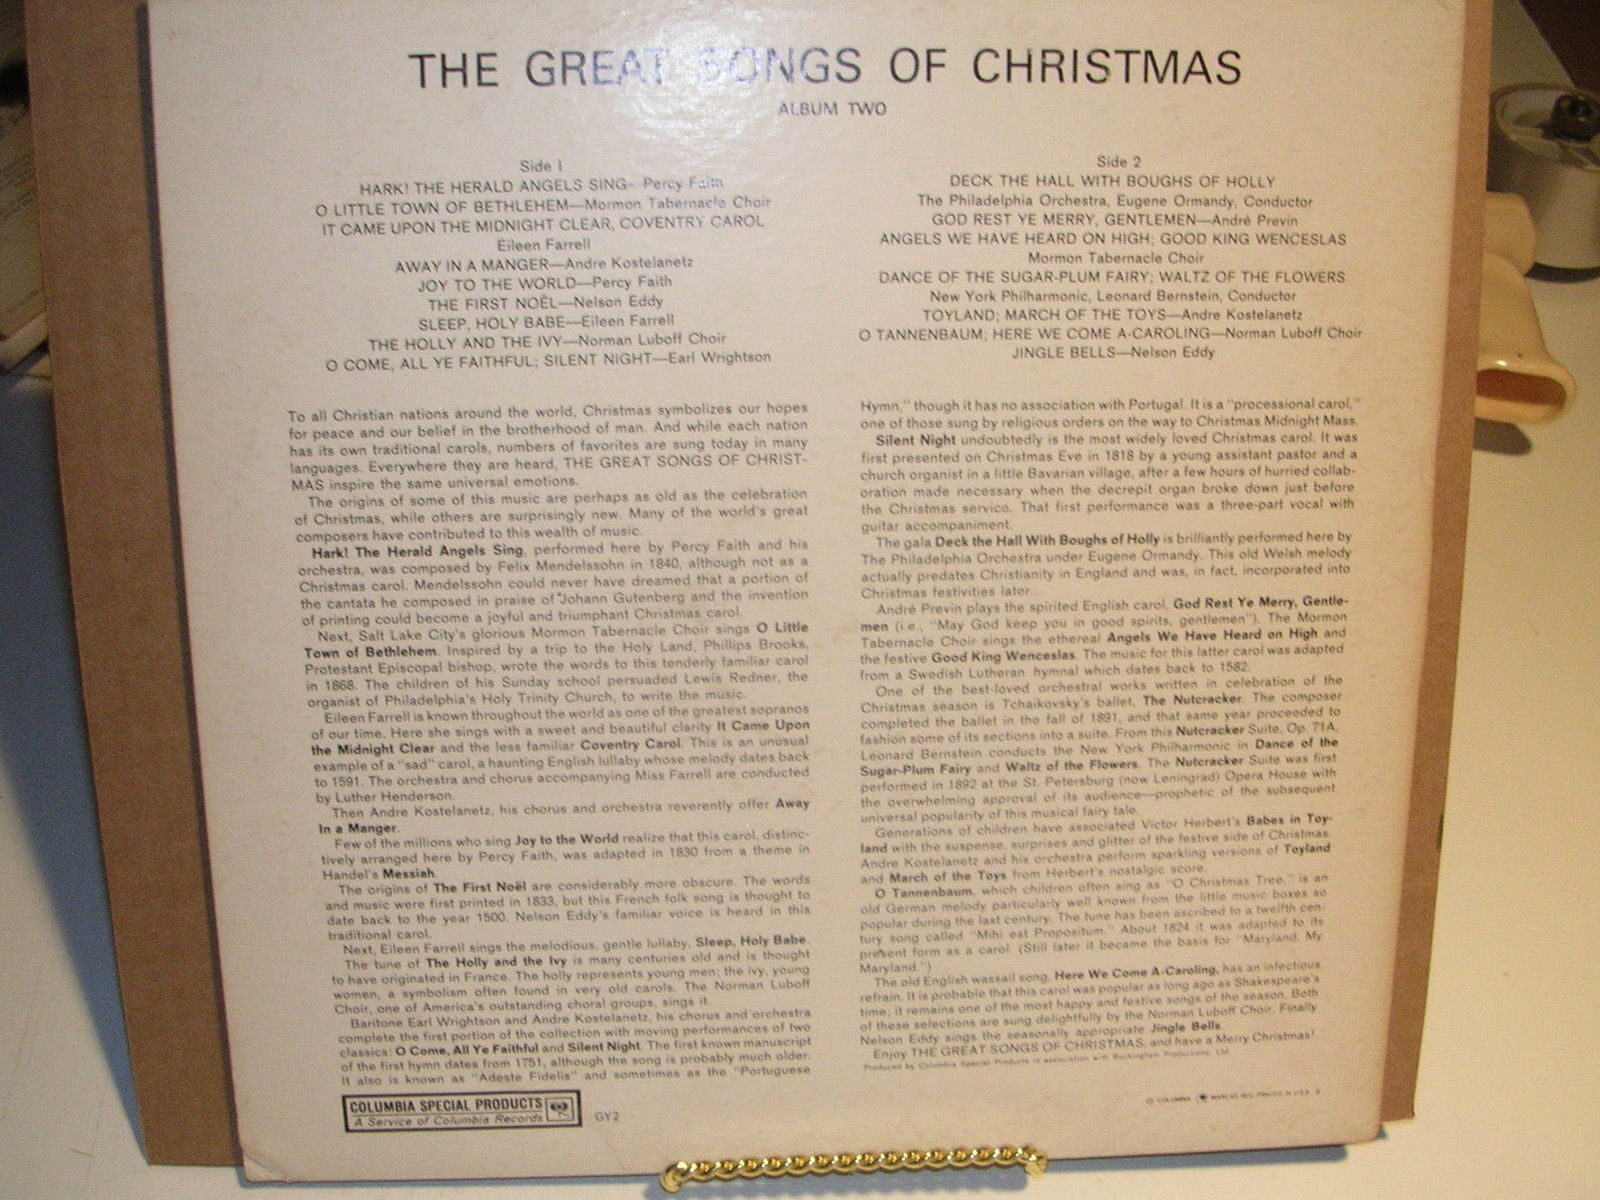 THE GREAT SONGS OF CHRISTMAS
ALBUM TWO
Side 1
HARK! THE HERALD ANGELS SING—Percy Faith
O LITTLE TOWN OF BETHLEHEM—Mormon Tabernacle Choir
IT CAME UPON THE MIDNIGHT CLEAR, COVENTRY CAROL
Eileen Farrell
AWAY IN A MANGER—Andre Kostelanetz
JOY TO THE WORLD—Percy Faith
THE FIRST NOËL—Nelson Eddy
SLEEP, HOLY BABE—Eileen Farrell
THE HOLLY AND THE IVY—Norman Luboff Choir
O COME, ALL YE FAITHFUL; SILENT NIGHT—Earl Wrightson
Side 2
DECK THE HALL WITH BOUGHS OF HOLLY
The Philadelphia Orchestra, Eugene Ormandy, Conductor
GOD REST YE MERRY, GENTLEMEN—André Previn
ANGELS WE HAVE HEARD ON HIGH; GOOD KING WENCESLAS
Mormon Tabernacle Choir
DANCE OF THE SUGAR-PLUM FAIRY; WALTZ OF THE FLOWERS
New York Philharmonic, Leonard Bernstein, Conductor
TOYLAND; MARCH OF THE TOYS—Andre Kostelanetz
O TANNENBAUM; HERE WE COME A-CAROLING—Norman Luboff Choir
JINGLE BELLS—Nelson Eddy
To all Christian nations around the world, Christmas symbolizes our hopes
for peace and our belief in the brotherhood of man. And while each nation
has its own traditional carols, numbers of favorites are sung today in many
languages. Everywhere they are heard, THE GREAT SONGS OF CHRIST-
MAS inspire the same universal emotions.
The origins of some of this music are perhaps as old as the celebration
of Christmas, while others are surprisingly new. Many of the world's great
composers have contributed to this wealth of music.
Hark! The Herald Angels Sing, performed here by Percy Faith and his
orchestra, was composed by Felix Mendelssohn in 1840, although not as a
Christmas carol. Mendelssohn could never have dreamed that a portion of
the cantata he composed in praise of Johann Gutenberg and the invention
of printing could become a joyful and triumphant Christmas carol.
Next, Salt Lake City's glorious Mormon Tabernacle Choir sings O Little
Town of Bethlehem. Inspired by a trip to the Holy Land, Phillips Brooks,
Protestant Episcopal bishop, wrote the words to this tenderly familiar carol
in 1868. The children of his Sunday school persuaded Lewis Redner, the
organist of Philadelphia's Holy Trinity Church, to write the music.
Eileen Farrell is known throughout the world as one of the greatest sopranos
of our time. Here she sings with a sweet and beautiful clarity It Came Upon
the Midnight Clear and the less familiar Coventry Carol. This is an unusual
example of a "sad" carol, a haunting English lullaby whose melody dates back
to 1591. The orchestra and chorus accompanying Miss Farrell are conducted
by Luther Henderson.
Then Andre Kostelanetz, his chorus and orchestra reverently offer Away
In a Manger.
Few of the millions who sing Joy to the World realize that this carol, distinc-
tively arranged here by Percy Faith, was adapted in 1830 from a theme in
Handel's Messiah.
The origins of The First Noël are considerably more obscure. The words
and music were first printed in 1833, but this French folk song is thought to
date back to the year 1500. Nelson Eddy's familiar voice is heard in this
traditional carol.
Next, Eileen Farrell sings the melodious, gentle lullaby, Sleep, Holy Babe.
The tune of The Holly and the Ivy is many centuries old and is thought
to have originated in France. The holly represents young men; the ivy, young
women, a symbolism often found in very old carols. The Norman Luboff
Choir, one of America's outstanding choral groups, sings it.
Baritone Earl Wrightson and Andre Kostelanetz, his chorus and orchestra
complete the first portion of the collection with moving performances of two
classics: O Come, All Ye Faithful and Silent Night. The first known manuscript
of the first hymn dates from 1751, although the song is probably much older.
It also is known as "Adeste Fidelis" and sometimes as the "Portuguese
Hymn," though it has no association with Portugal. It is a "processional carol,"
one of those sung by religious orders on the way to Christmas Midnight Mass.
Silent Night undoubtedly is the most widely loved Christmas carol. It was
first presented on Christmas Eve in 1818 by a young assistant pastor and a
church organist in a little Bavarian village, after a few hours of hurried collab-
oration made necessary when the decrepit organ broke down just before
the Christmas service. That first performance was a three-part vocal with
guitar accompaniment.
The gala Deck the Hall With Boughs of Holly is brilliantly performed here by
The Philadelphia Orchestra under Eugene Ormandy. This old Welsh melody
actually predates Christianity in England and was, in fact, incorporated into
Christmas festivities later.
André Previn plays the spirited English carol, God Rest Ye Merry, Gentle-
men (i.e., "May God keep you in good spirits, gentlemen"). The Mormon
Tabernacle Choir sings the ethereal Angels We Have Heard on High and
the festive Good King Wenceslas. The music for this latter carol was adapted
from a Swedish Lutheran hymnal which dates back to 1582.
One of the best-loved orchestral works written in celebration of the
Christmas season is Tchaikovsky's ballet, The Nutcracker. The composer
completed the ballet in the fall of 1891, and that same year proceeded to
fashion some of its sections into a suite. From this Nutcracker Suite, Op. 71A,
Leonard Bernstein conducts the New York Philharmonic in Dance of the
Sugar-Plum Fairy and Waltz of the Flowers. The Nutcracker Suite was first
performed in 1892 at the St. Petersburg (now Leningrad) Opera House with
the overwhelming approval of its audience—prophetic of the subsequent
universal popularity of this musical fairy tale.
Generations of children have associated Victor Herbert's Babes in Toy-
land with the suspense, surprises and glitter of the festive side of Christmas.
Andre Kostelanetz and his orchestra perform sparkling versions of Toyland
and March of the Toys from Herbert's nostalgic score.
O Tannenbaum, which children often sing as "O Christmas Tree," is an
old German melody particularly well known from the little music boxes so
popular during the last century. The tune has been ascribed to a twelfth cen-
tury song called "Mihi est Propositum." About 1824 it was adapted to its
present form as a carol. (Still later it became the basis for "Maryland, My
Maryland.")
The old English wassail song, Here We Come A-Caroling, has an infectious
refrain. It is probable that this carol was popular as long ago as Shakespeare's
time; it remains one of the most happy and festive songs of the season. Both
of these selections are sung delightfully by the Norman Luboff Choir. Finally
Nelson Eddy sings the seasonally appropriate Jingle Bells.
Enjoy THE GREAT SONGS OF CHRISTMAS, and have a Merry Christmas!
Produced by Columbia Special Products in association with Buckingham Productions, Ltd.
COLUMBIA SPECIAL PRODUCTS
A Service of Columbia Records
GY2
© COLUMBIA MARCAS REG. PRINTED IN U.S.A.